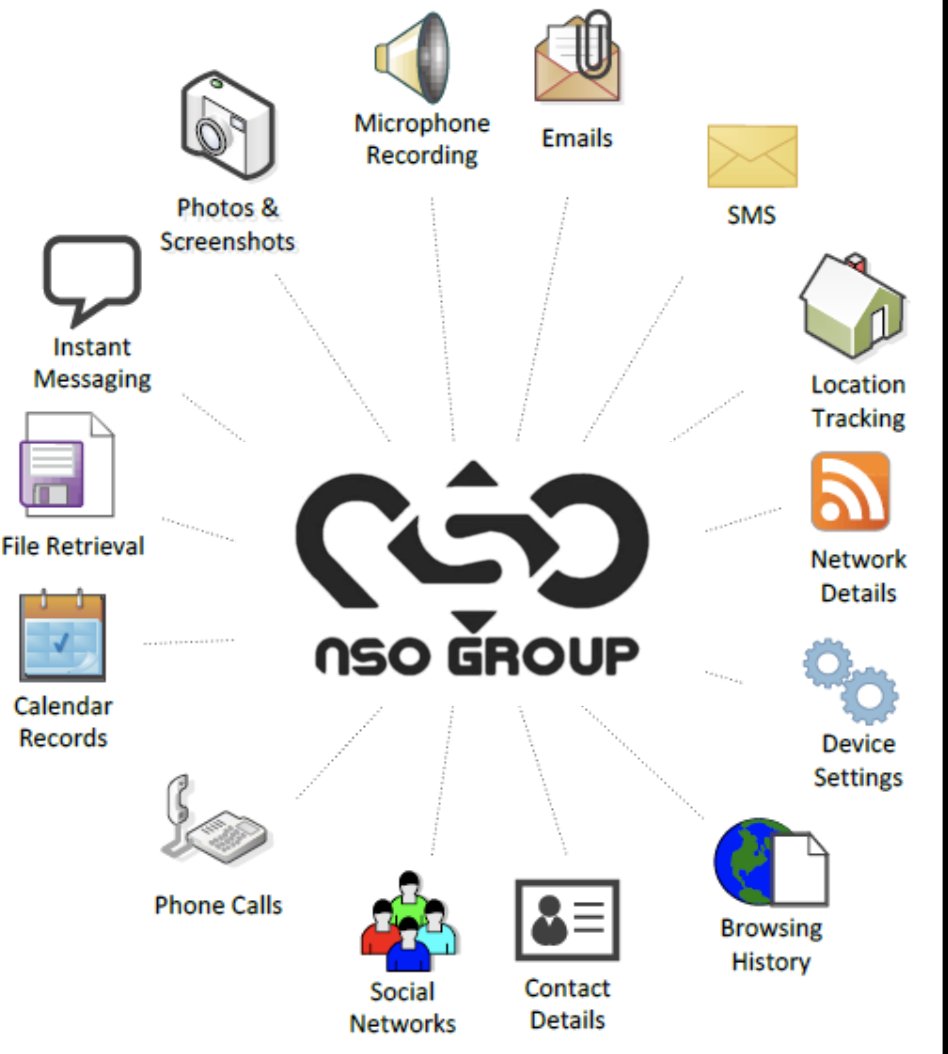 Microphone
Recording
Emails
SMS
Location
Tracking
Network
Details
Device
Settings
Browsing
History
Contact
Details
Social
Networks
Phone Calls
Calendar
Records
File Retrieval
Instant
Messaging
Photos &
Screenshots
nso
NSO GROUP